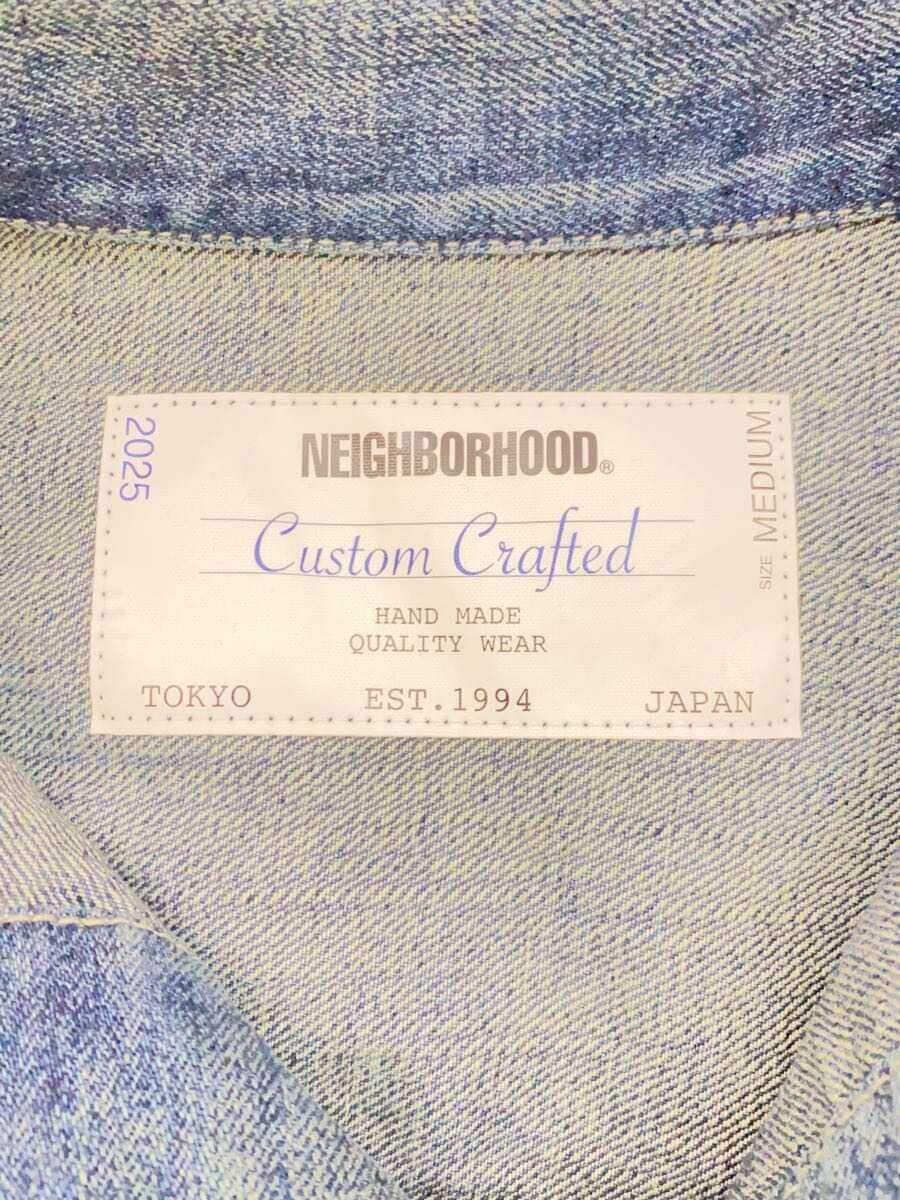 NEIGHBORHOOD®
2025
SIZE MEDIUM
Custom Crafted
HAND MADE
QUALITY WEAR
TOKYO EST.1994 JAPAN